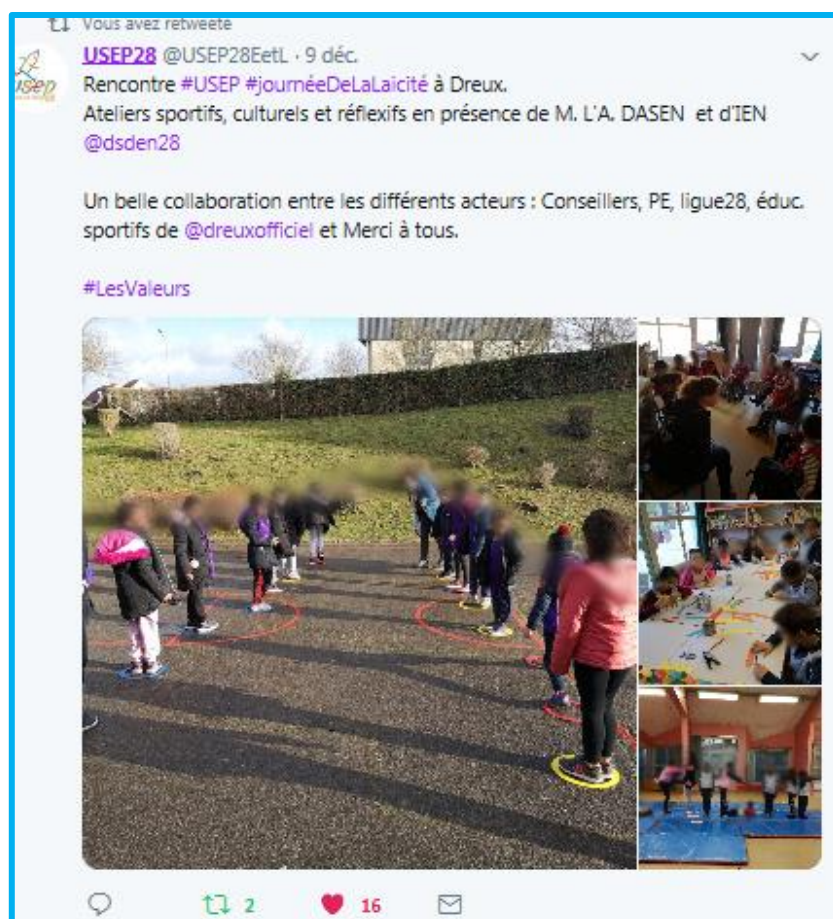 Vous avez retweeté
USEP28 @USEP28EetL · 9 déc.
Rencontre #USEP #journéeDeLaLaicité à Dreux.
Ateliers sportifs, culturels et réflexifs en présence de M. L'A. DASEN et d'IEN
@dsden28
Un belle collaboration entre les différents acteurs : Conseillers, PE, ligue28, éduc.
sportifs de @dreuxofficiel et Merci à tous.
#LesValeurs
usep
2 16